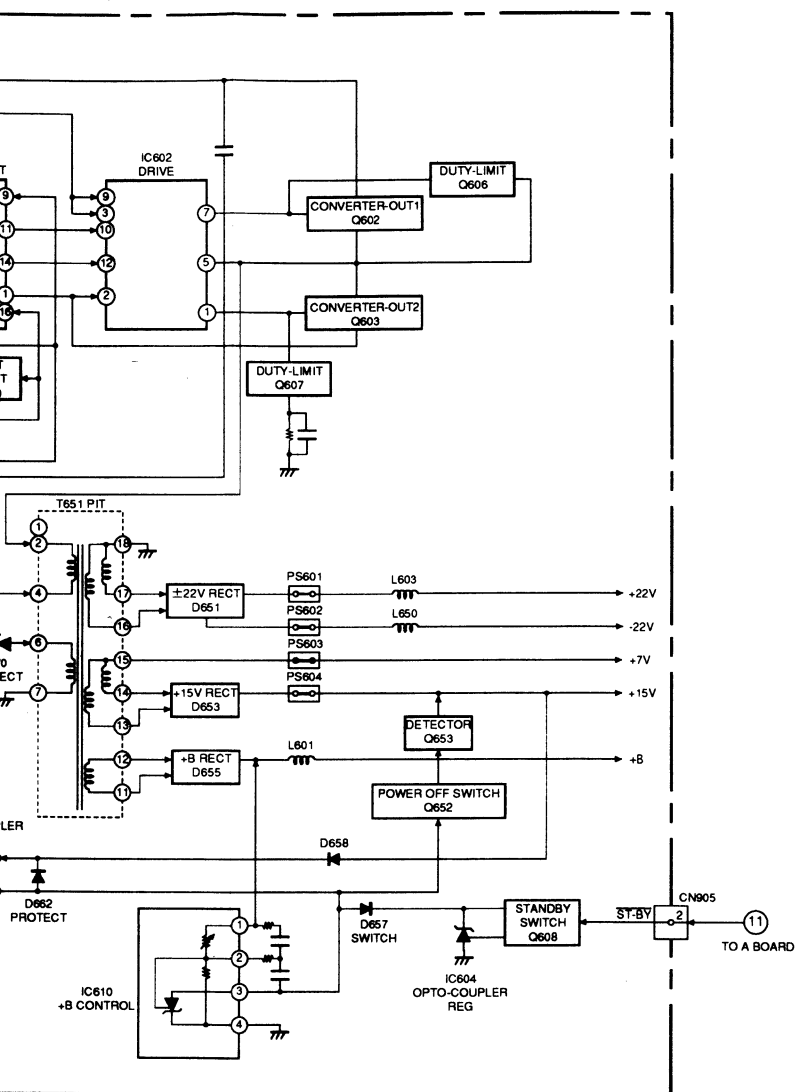 T
IC602
DRIVE
9
11
14
1
16
9
3
10
12
2
7
5
1
DUTY-LIMIT
Q606
CONVERTER-OUT1
Q602
CONVERTER-OUT2
Q603
T
T
)
DUTY-LIMIT
Q607
T651 PIT
1
2
4
6
7
18
17
16
15
14
13
12
11
ECT
±22V RECT
D651
PS601
L603
+22V
PS602
L650
-22V
PS603
+7V
+15V RECT
D653
PS604
+15V
DETECTOR
Q653
+B RECT
D655
L601
+B
POWER OFF SWITCH
Q652
LER
D658
D662
PROTECT
D657
SWITCH
STANDBY
SWITCH
Q608
ST-BY
CN905
2
11
TO A BOARD
1
2
3
4
IC610
+B CONTROL
IC604
OPTO-COUPLER
REG